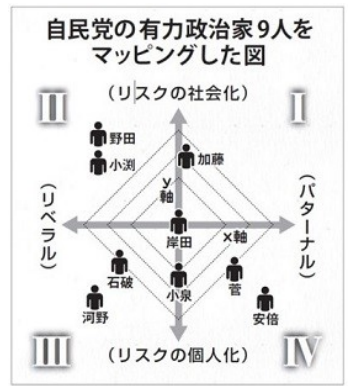 自民党の有力政治家9人を
マッピングした図
(リスクの社会化)
II
I
野田
小渕
加藤
y
軸
(リベラル)
(パターナル)
岸田
x軸
石破
小泉
菅
河野
安倍
III
(リスクの個人化)
IV